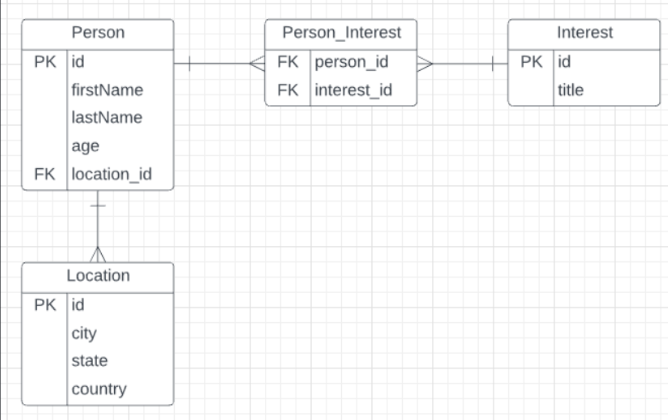 Person
PK id
firstName
lastName
age
FK location_id
Person_Interest
FK person_id
FK interest_id
Interest
PK id
title
Location
PK id
city
state
country